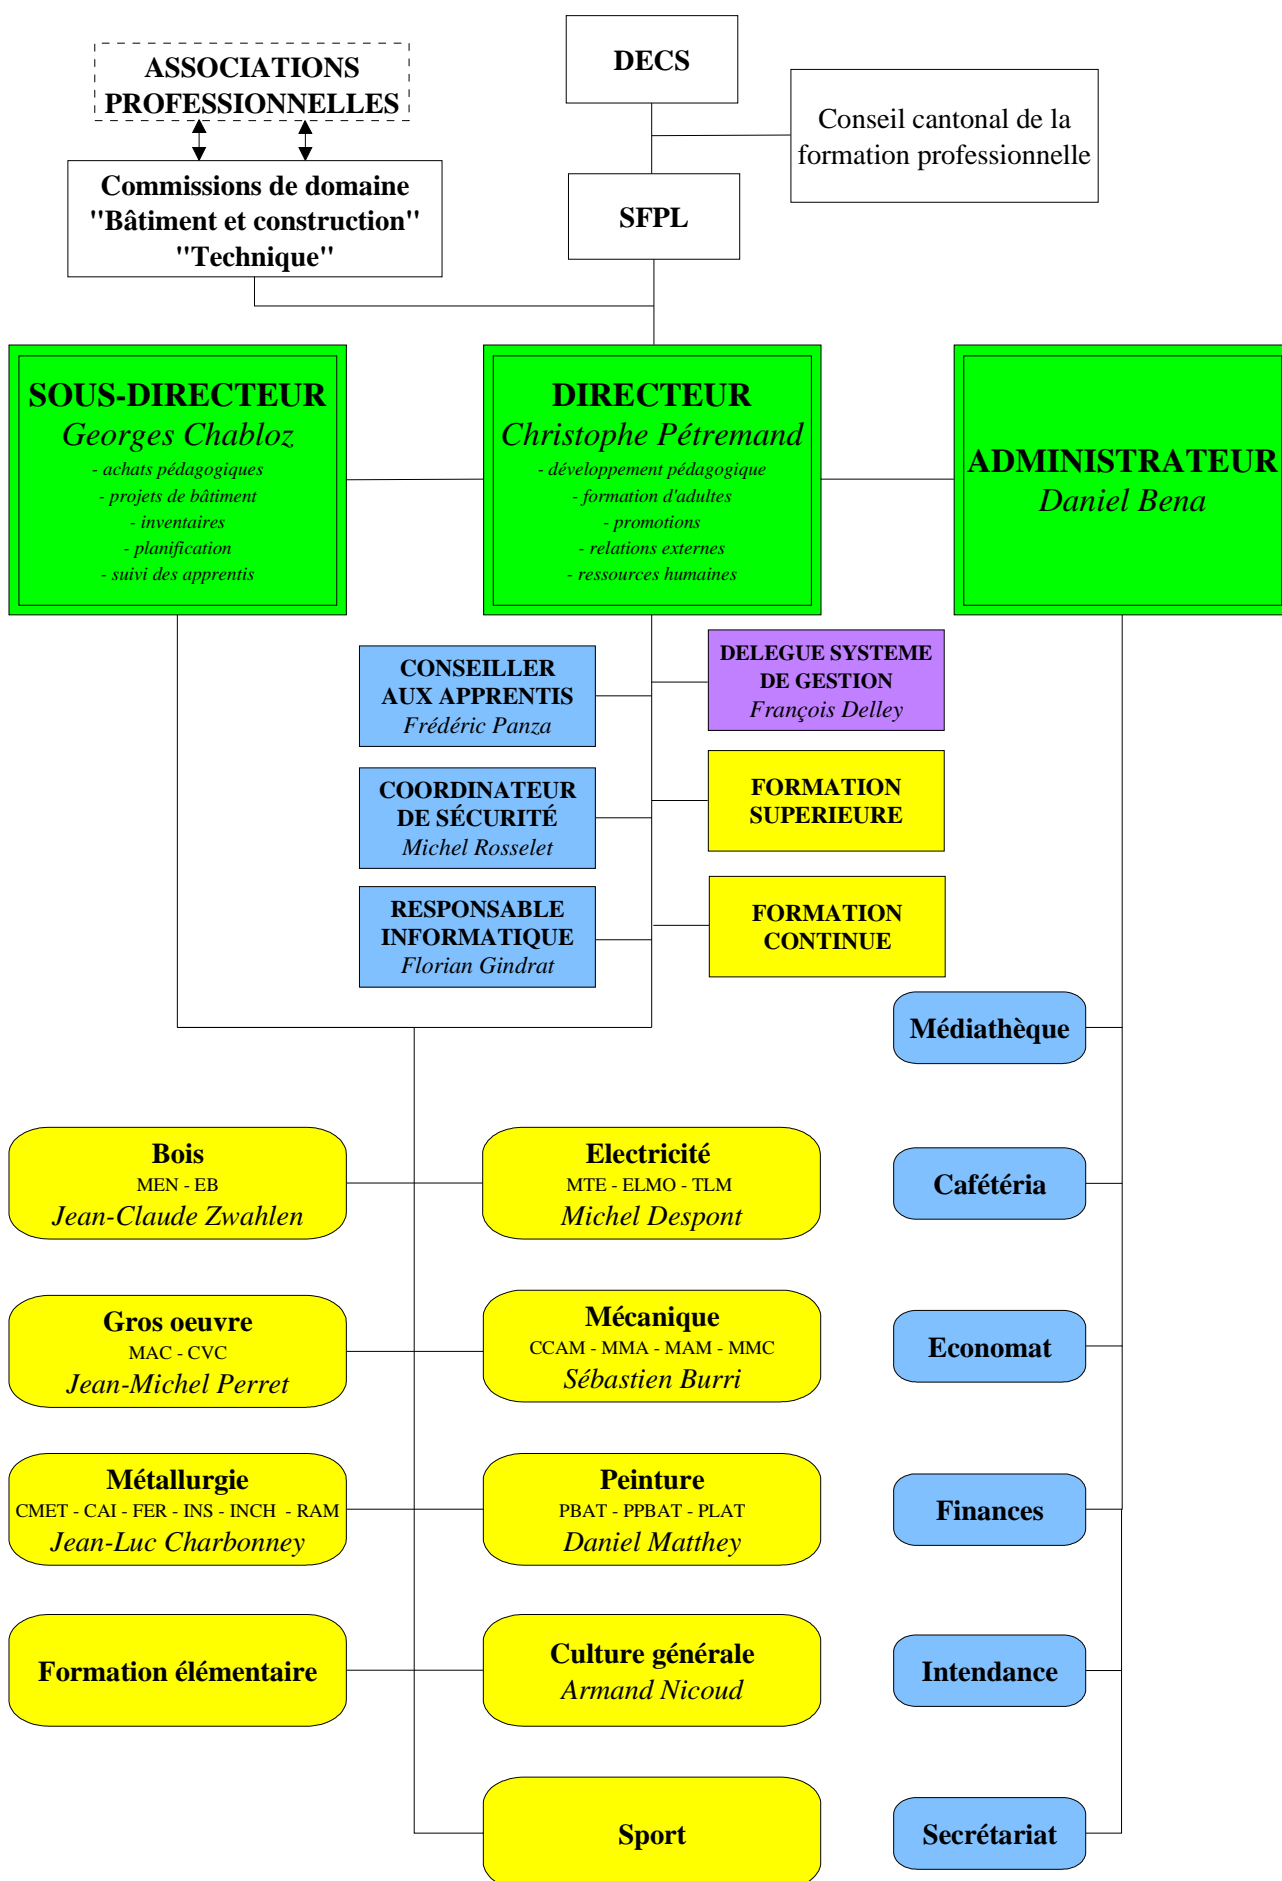 ASSOCIATIONS
PROFESSIONNELLES
DECS
Conseil cantonal de la
formation professionnelle
Commissions de domaine
"Bâtiment et construction"
"Technique"
SFPL
SOUS-DIRECTEUR
Georges Chabloz
- achats pédagogiques
- projets de bâtiment
- inventaires
- planification
- suivi des apprentis
DIRECTEUR
Christophe Pétremand
- développement pédagogique
- formation d'adultes
- promotions
- relations externes
- ressources humaines
ADMINISTRATEUR
Daniel Bena
CONSEILLER
AUX APPRENTIS
Frédéric Panza
DELEGUE SYSTEME
DE GESTION
François Delley
COORDINATEUR
DE SÉCURITÉ
Michel Rosselet
FORMATION
SUPERIEURE
RESPONSABLE
INFORMATIQUE
Florian Gindrat
FORMATION
CONTINUE
Médiathèque
Bois
MEN - EB
Jean-Claude Zwahlen
Electricité
MTE - ELMO - TLM
Michel Despont
Cafétéria
Gros oeuvre
MAC - CVC
Jean-Michel Perret
Mécanique
CCAM - MMA - MAM - MMC
Sébastien Burri
Economat
Métallurgie
CMET - CAI - FER - INS - INCH - RAM
Jean-Luc Charbonney
Peinture
PBAT - PPBAT - PLAT
Daniel Matthey
Finances
Formation élémentaire
Culture générale
Armand Nicoud
Intendance
Sport
Secrétariat